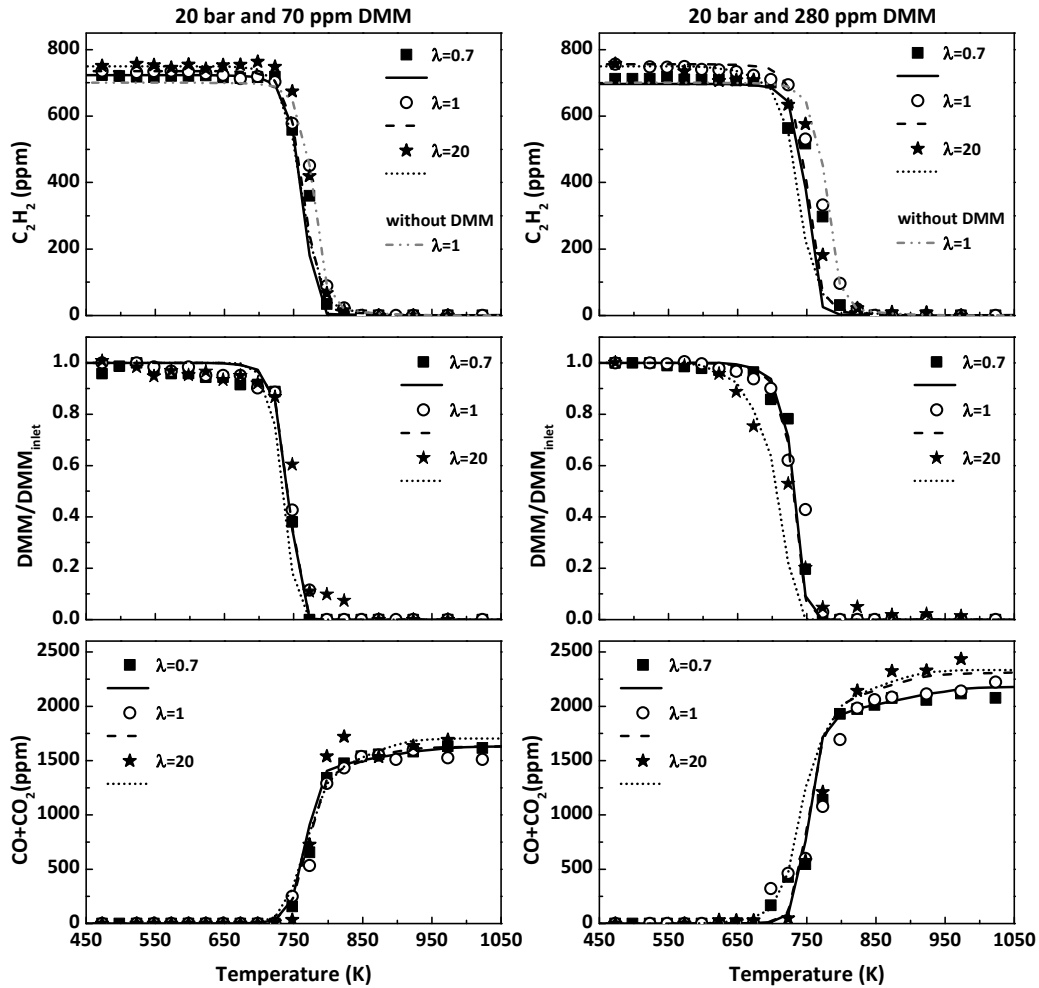 20 bar and 70 ppm DMM
20 bar and 280 ppm DMM
C2H2 (ppm)
800
600
400
200
0
λ=0.7
λ=1
λ=20
without DMM
λ=1
C2H2 (ppm)
800
600
400
200
0
λ=0.7
λ=1
λ=20
without DMM
λ=1
DMM/DMMinlet
1.0
0.8
0.6
0.4
0.2
0.0
λ=0.7
λ=1
λ=20
DMM/DMMinlet
1.0
0.8
0.6
0.4
0.2
0.0
λ=0.7
λ=1
λ=20
CO+CO2(ppm)
2500
2000
1500
1000
500
0
λ=0.7
λ=1
λ=20
450 550 650 750 850 950 1050
Temperature (K)
CO+CO2(ppm)
2500
2000
1500
1000
500
0
λ=0.7
λ=1
λ=20
450 550 650 750 850 950 1050
Temperature (K)